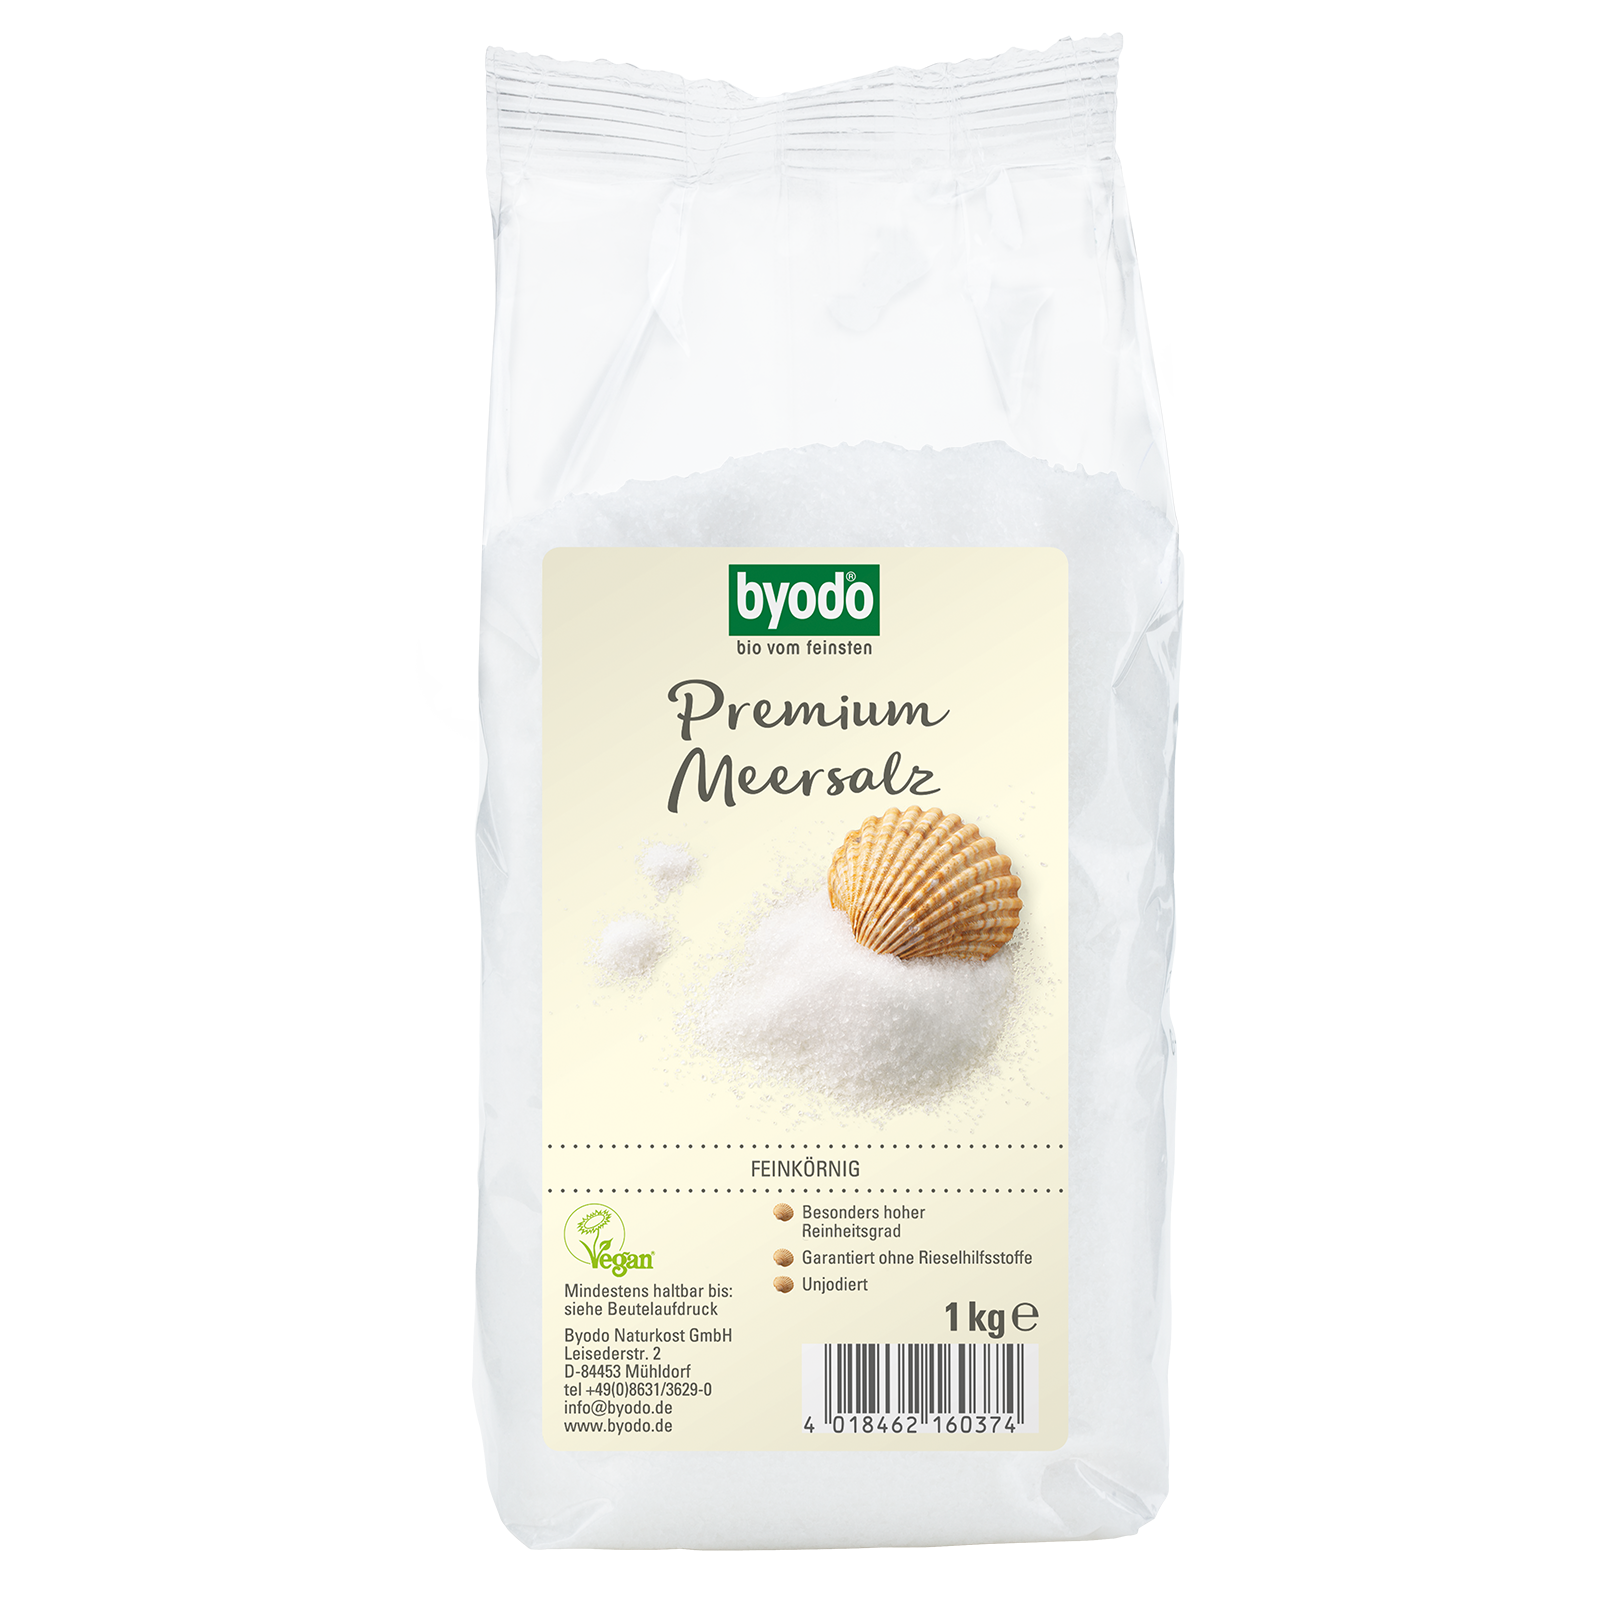 byodo®
bio vom feinsten
Premium
Meersalz
FEINKÖRNIG
Vegan
Besonders hoher
Reinheitsgrad
Garantiert ohne Rieselhilfsstoffe
Unjodiert
Mindestens haltbar bis:
siehe Beutelaufdruck
Byodo Naturkost GmbH
Leisederstr. 2
D-84453 Mühldorf
tel +49(0)8631/3629-0
info@byodo.de
www.byodo.de
1 kg ℮
4 018462 160374